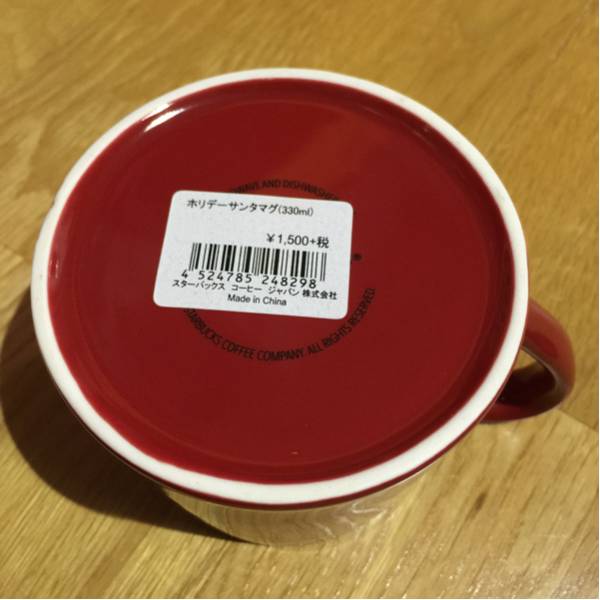 AND DISHWASHER
ホリデーサンタマグ(330ml)
¥1,500+税
4 524785 248298
スターバックス コーヒー ジャパン 株式会社
Made in China
STARBUCKS COFFEE COMPANY. ALL RIGHTS RESERVED.